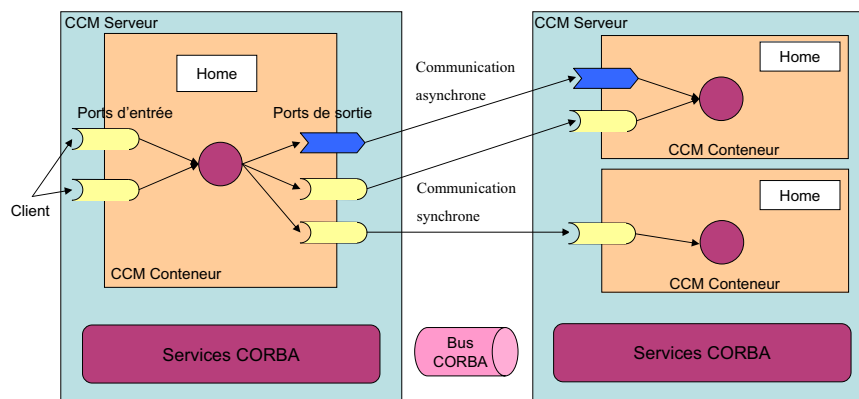 CCM Serveur
Home
Ports d'entrée
Ports de sortie
Client
CCM Conteneur
Services CORBA
Communication
asynchrone
Communication
synchrone
Bus
CORBA
CCM Serveur
Home
CCM Conteneur
Home
CCM Conteneur
Services CORBA